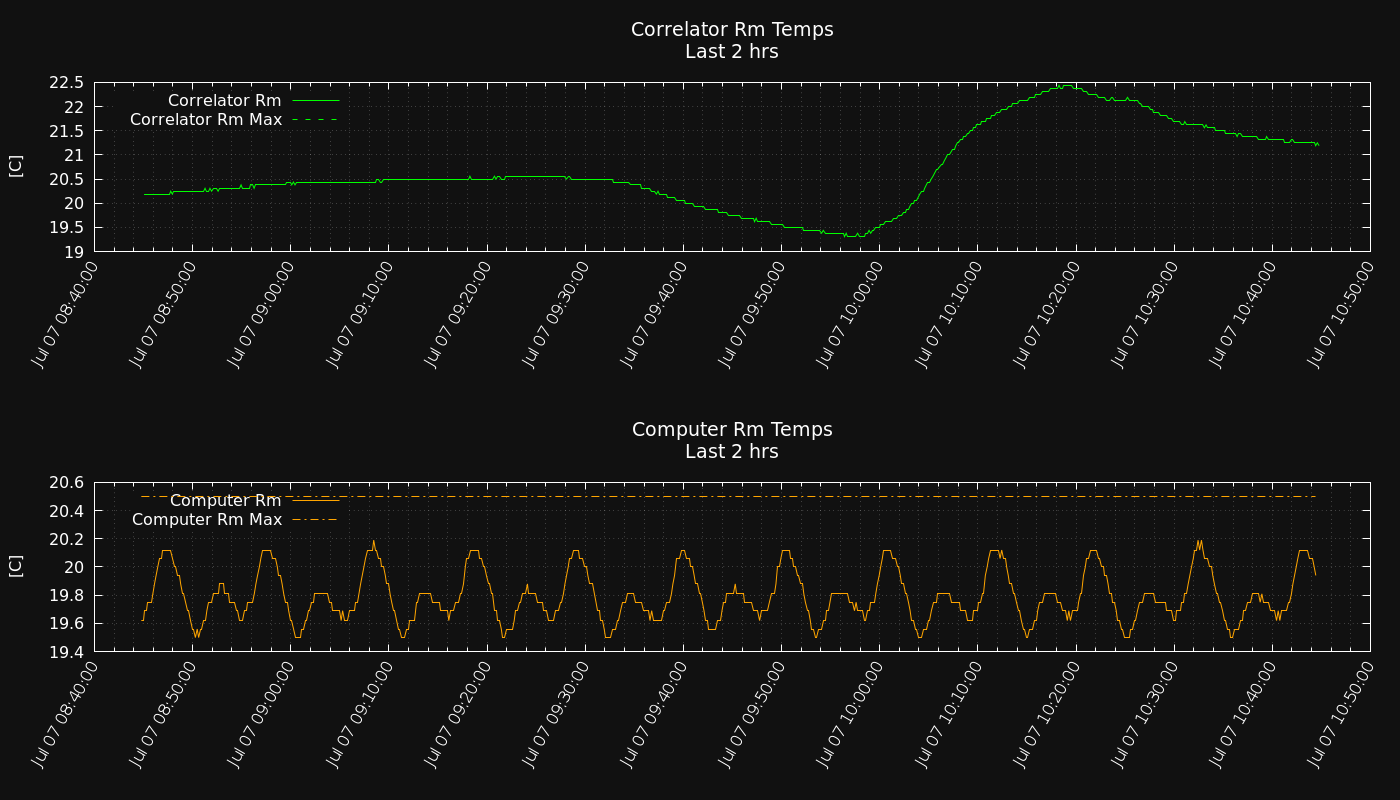 Correlator Rm Temps
Last 2 hrs
22.5
22
21.5
21
20.5
20
19.5
19
[C]
Correlator Rm
Correlator Rm Max
Jul 07 08:40:00
Jul 07 08:50:00
Jul 07 09:00:00
Jul 07 09:10:00
Jul 07 09:20:00
Jul 07 09:30:00
Jul 07 09:40:00
Jul 07 09:50:00
Jul 07 10:00:00
Jul 07 10:10:00
Jul 07 10:20:00
Jul 07 10:30:00
Jul 07 10:40:00
Jul 07 10:50:00
Computer Rm Temps
Last 2 hrs
20.6
20.4
20.2
20
19.8
19.6
19.4
[C]
Computer Rm
Computer Rm Max
Jul 07 08:40:00
Jul 07 08:50:00
Jul 07 09:00:00
Jul 07 09:10:00
Jul 07 09:20:00
Jul 07 09:30:00
Jul 07 09:40:00
Jul 07 09:50:00
Jul 07 10:00:00
Jul 07 10:10:00
Jul 07 10:20:00
Jul 07 10:30:00
Jul 07 10:40:00
Jul 07 10:50:00